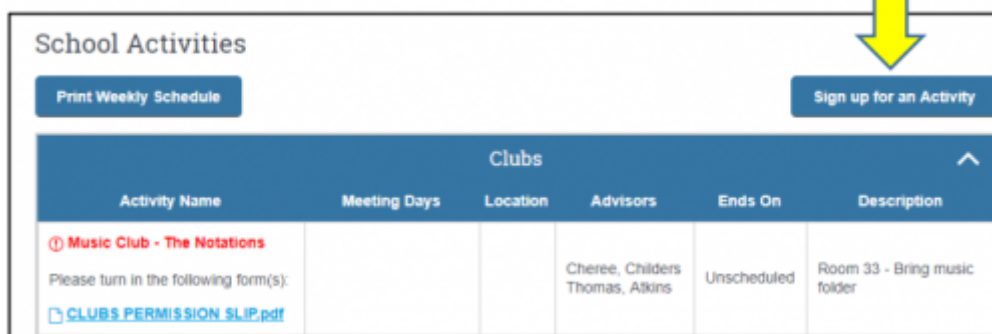 School Activities
Print Weekly Schedule
Sign up for an Activity
Clubs
Activity Name Meeting Days Location Advisors Ends On Description
Music Club - The Notations
Please turn in the following form(s):
CLUBS PERMISSION SLIP.pdf
Cheree, Childers
Thomas, Atkins
Unscheduled
Room 33 - Bring music
folder